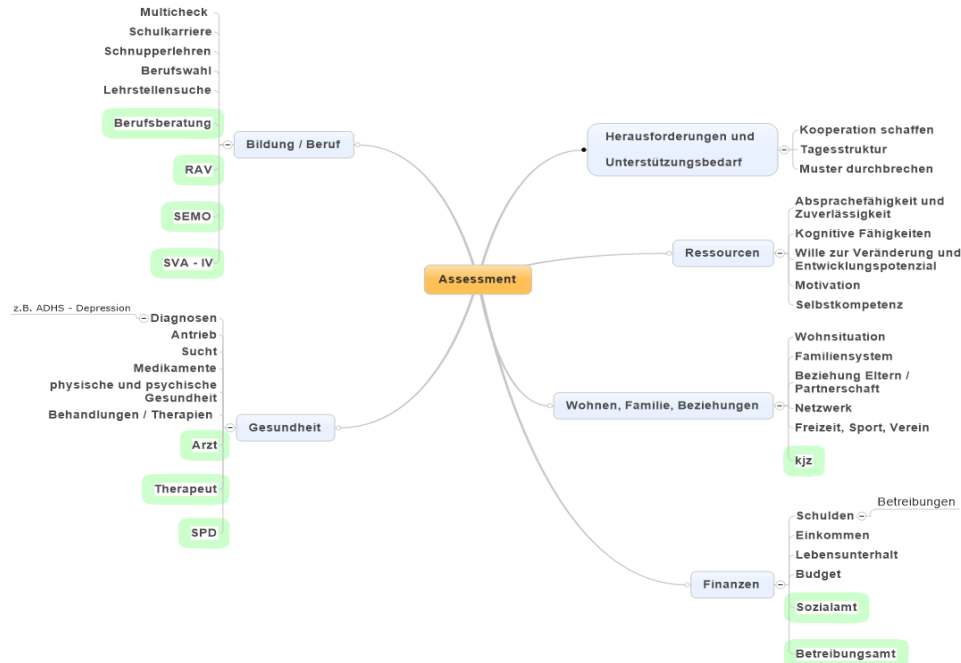 Multicheck
Schulkarriere
Schnupperlehren
Berufswahl
Lehrstellensuche
Berufsberatung
Bildung / Beruf
RAV
SEMO
SVA - IV
z.B. ADHS - Depression
Diagnosen
Antrieb
Sucht
Medikamente
physische und psychische
Gesundheit
Behandlungen / Therapien
Gesundheit
Arzt
Therapeut
SPD
Assessment
Herausforderungen und
Unterstützungsbedarf
Kooperation schaffen
Tagesstruktur
Muster durchbrechen
Ressourcen
Absprachefähigkeit und
Zuverlässigkeit
Kognitive Fähigkeiten
Wille zur Veränderung und
Entwicklungspotenzial
Motivation
Selbstkompetenz
Wohnen, Familie, Beziehungen
Wohnsituation
Familiensystem
Beziehung Eltern /
Partnerschaft
Netzwerk
Freizeit, Sport, Verein
kjz
Finanzen
Schulden
Betreibungen
Einkommen
Lebensunterhalt
Budget
Sozialamt
Betreibungsamt